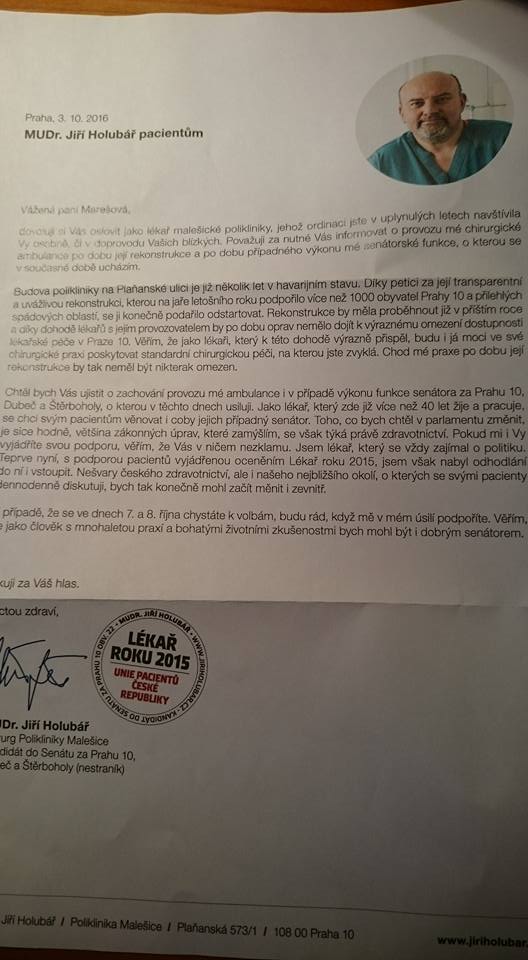 Praha, 3. 10. 2016
MUDr. Jiří Holubář pacientům
Vážená paní Marešová,
dovoluji si Vás oslovit jako lékař malešické polikliniky, jehož ordinaci jste v uplynulých letech navštívila
Vy osobně, či v doprovodu Vašich blízkých. Považuji za nutné Vás informovat o provozu mé chirurgické
ambulance po dobu její rekonstrukce a po dobu případného výkonu mé senátorské funkce, o kterou se
v současné době ucházím.
Budova polikliniky na Plaňanské ulici je již několik let v havarijním stavu. Díky petici za její transparentní
a uvážlivou rekonstrukci, kterou na jaře letošního roku podpořilo více než 1000 obyvatel Prahy 10 a přilehlých
spádových oblastí, se ji konečně podařilo odstartovat. Rekonstrukce by měla proběhnout již v příštím roce
a díky dohodě lékařů s jejím provozovatelem by po dobu oprav nemělo dojít k výraznému omezení dostupnosti
lékařské péče v Praze 10. Věřím, že jako lékaři, který k této dohodě výrazně přispěl, budu i já moci ve své
chirurgické praxi poskytovat standardní chirurgickou péči, na kterou jste zvyklá. Chod mé praxe po dobu její
rekonstrukce by tak neměl být nikterak omezen.
Chtěl bych Vás ujistit o zachování provozu mé ambulance i v případě výkonu funkce senátora za Prahu 10,
Dubeč a Štěrboholy, o kterou v těchto dnech usiluji. Jako lékař, který zde již více než 40 let žije a pracuje,
se chci svým pacientům věnovat i coby jejich případný senátor. Toho, co bych chtěl v parlamentu změnit,
je sice hodně, většina zákonných úprav, které zamýšlím, se však týká právě zdravotnictví. Pokud mi i Vy
vyjádříte svou podporu, věřím, že Vás v ničem nezklamu. Jsem lékař, který se vždy zajímal o politiku.
Teprve nyní, s podporou pacientů vyjádřenou oceněním Lékař roku 2015, jsem však nabyl odhodlání
do ní i vstoupit. Nešvary českého zdravotnictví, ale i našeho nejbližšího okolí, o kterých se svými pacienty
dennodenně diskutuji, bych tak konečně mohl začít měnit i zevnitř.
případě, že se ve dnech 7. a 8. října chystáte k volbám, budu rád, když mě v mém úsilí podpoříte. Věřím,
e jako člověk s mnohaletou praxí a bohatými životními zkušenostmi bych mohl být i dobrým senátorem.
kuji za Váš hlas.
ctou zdraví,
MUDR. JIŘÍ HOLUBÁŘ • WWW.JIRIHOLUBAR.CZ • KANDIDÁT DO SENÁTU ZA PRAHU 10 OBV. 22
LÉKAŘ
ROKU 2015
UNIE PACIENTŮ
ČESKÉ
REPUBLIKY
UDr. Jiří Holubář
urg Polikliniky Malešice
didát do Senátu za Prahu 10,
eč a Štěrboholy (nestraník)
Jiří Holubář / Poliklinika Malešice / Plaňanská 573/1 / 108 00 Praha 10
www.jiriholubar.